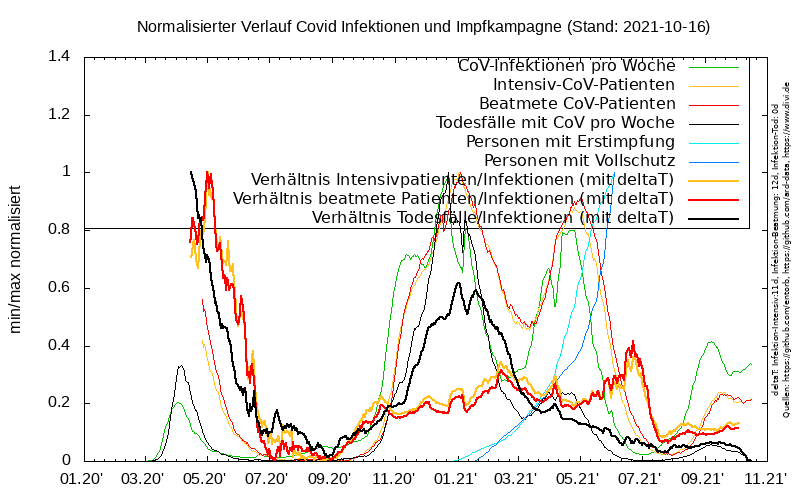 Normalisierter Verlauf Covid Infektionen und Impfkampagne (Stand: 2021-10-16)
min/max normalisiert
1.4
1.2
1
0.8
0.6
0.4
0.2
0
CoV-Infektionen pro Woche
Intensiv-CoV-Patienten
Beatmete CoV-Patienten
Todesfälle mit CoV pro Woche
Personen mit Erstimpfung
Personen mit Vollschutz
Verhältnis Intensivpatienten/Infektionen (mit deltaT)
Verhältnis beatmete Patienten/Infektionen (mit deltaT)
Verhältnis Todesfälle/Infektionen (mit deltaT)
01.20' 03.20' 05.20' 07.20' 09.20' 11.20' 01.21' 03.21' 05.21' 07.21' 09.21' 11.21'
deltaT: Infektion-Intensiv:11d, Infektion-Beatmung: 12d, Infektion-Tod: 0d
Quellen: https://github.com/entorb, https://github.com/ard-data, https://www.divi.de